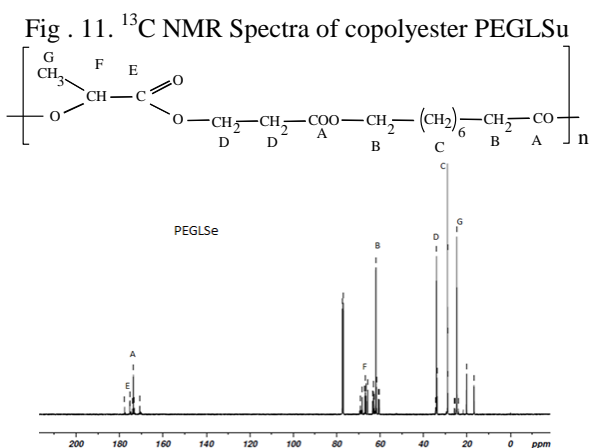 Fig . 11. 13C NMR Spectra of copolyester PEGLSu
G
CH3
F
E
CH
C
O
O
O
CH2
CH2
COO
CH2
(CH2)6
CH2
CO
n
D
D
A
B
C
B
A
PEGLSe
A
E
F
B
D
C
G
200 180 160 140 120 100 80 60 40 20 0 ppm